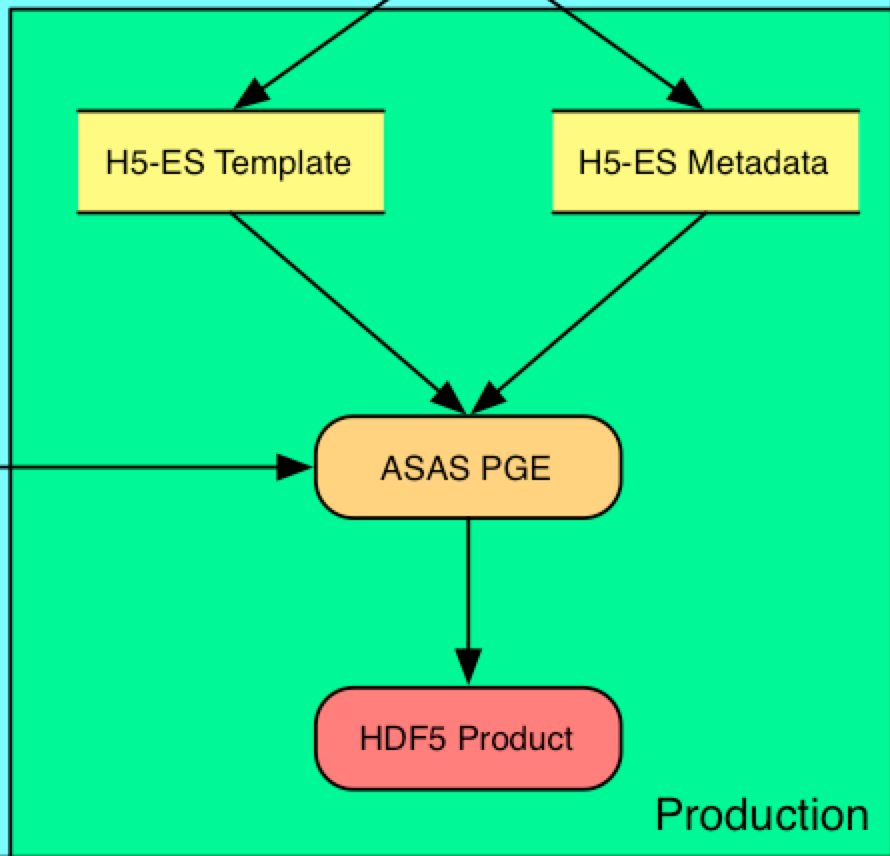 H5-ES Template
H5-ES Metadata
ASAS PGE
HDF5 Product
Production